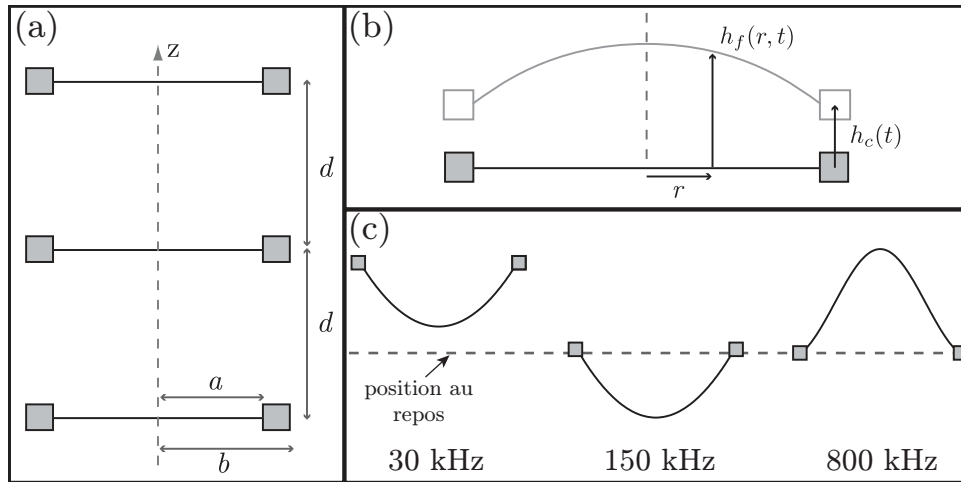 (a)
z
d
d
a
b
(b)
h_f(r, t)
h_c(t)
r
(c)
position au
repos
30 kHz
150 kHz
800 kHz